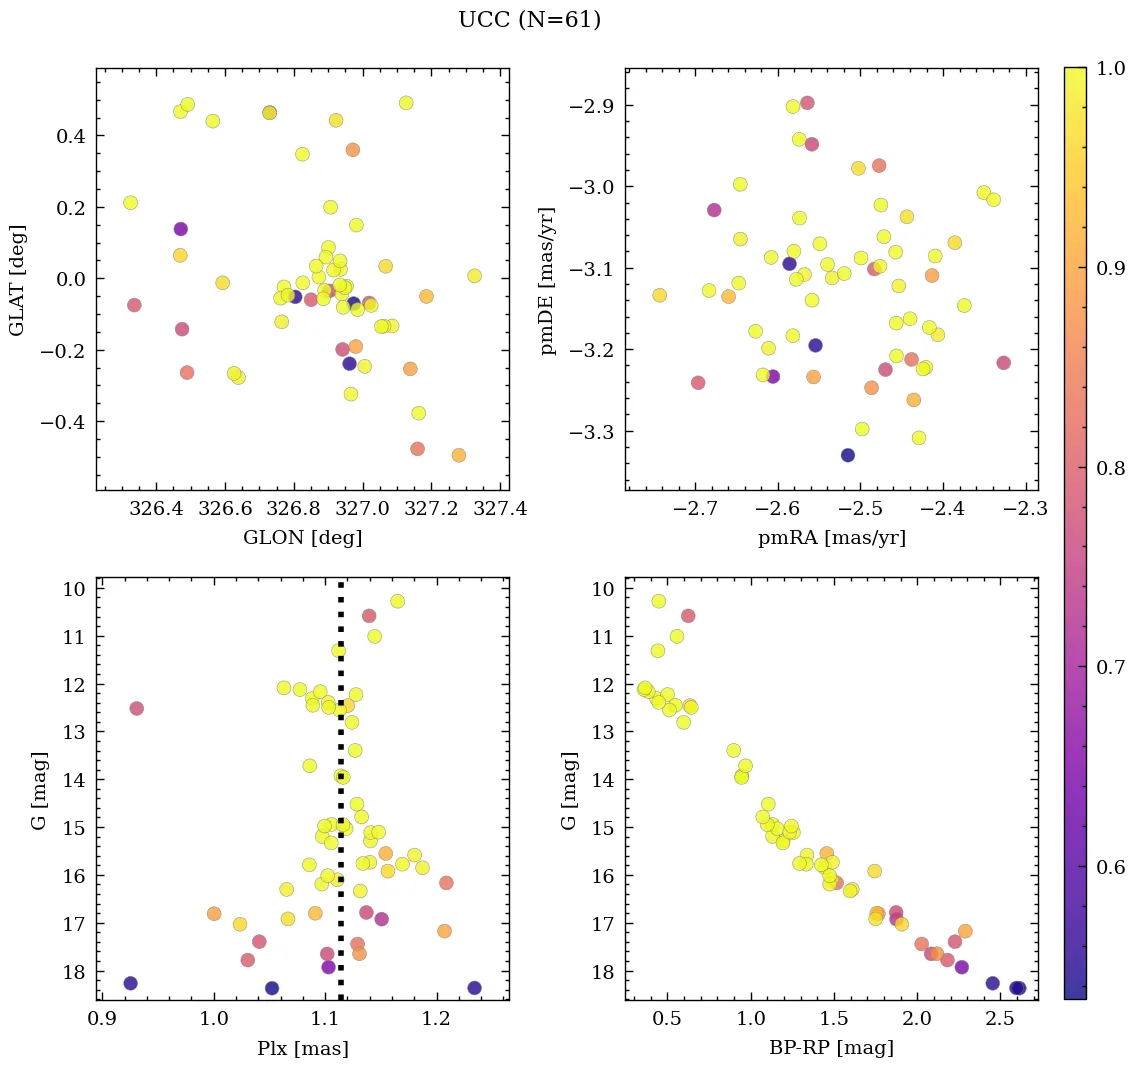 UCC (N=61)
GLAT [deg]
0.4
0.2
0.0
−0.2
−0.4
326.4 326.6 326.8 327.0 327.2 327.4
GLON [deg]
pmDE [mas/yr]
−2.9
−3.0
−3.1
−3.2
−3.3
−2.7 −2.6 −2.5 −2.4 −2.3
pmRA [mas/yr]
1.0
0.9
0.8
0.7
0.6
G [mag]
10
11
12
13
14
15
16
17
18
0.9 1.0 1.1 1.2
Plx [mas]
G [mag]
10
11
12
13
14
15
16
17
18
0.5 1.0 1.5 2.0 2.5
BP-RP [mag]